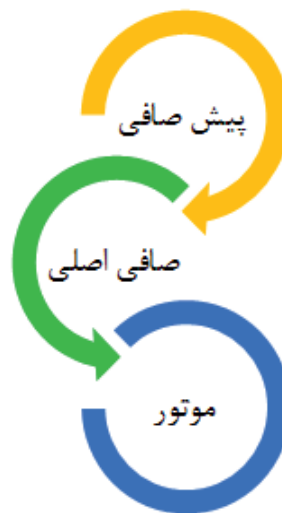 پیش صافی
صافی اصلی
موتور